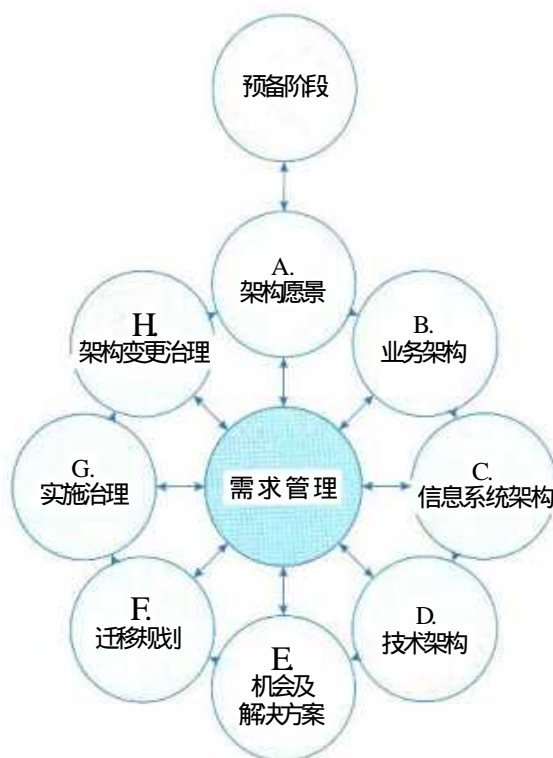 预备阶段
A.
架构愿景
B.
业务架构
C.
信息系统架构
D.
技术架构
E.
机会及
解决方案
F.
迁移规划
G.
实施治理
H.
架构变更治理
需求管理